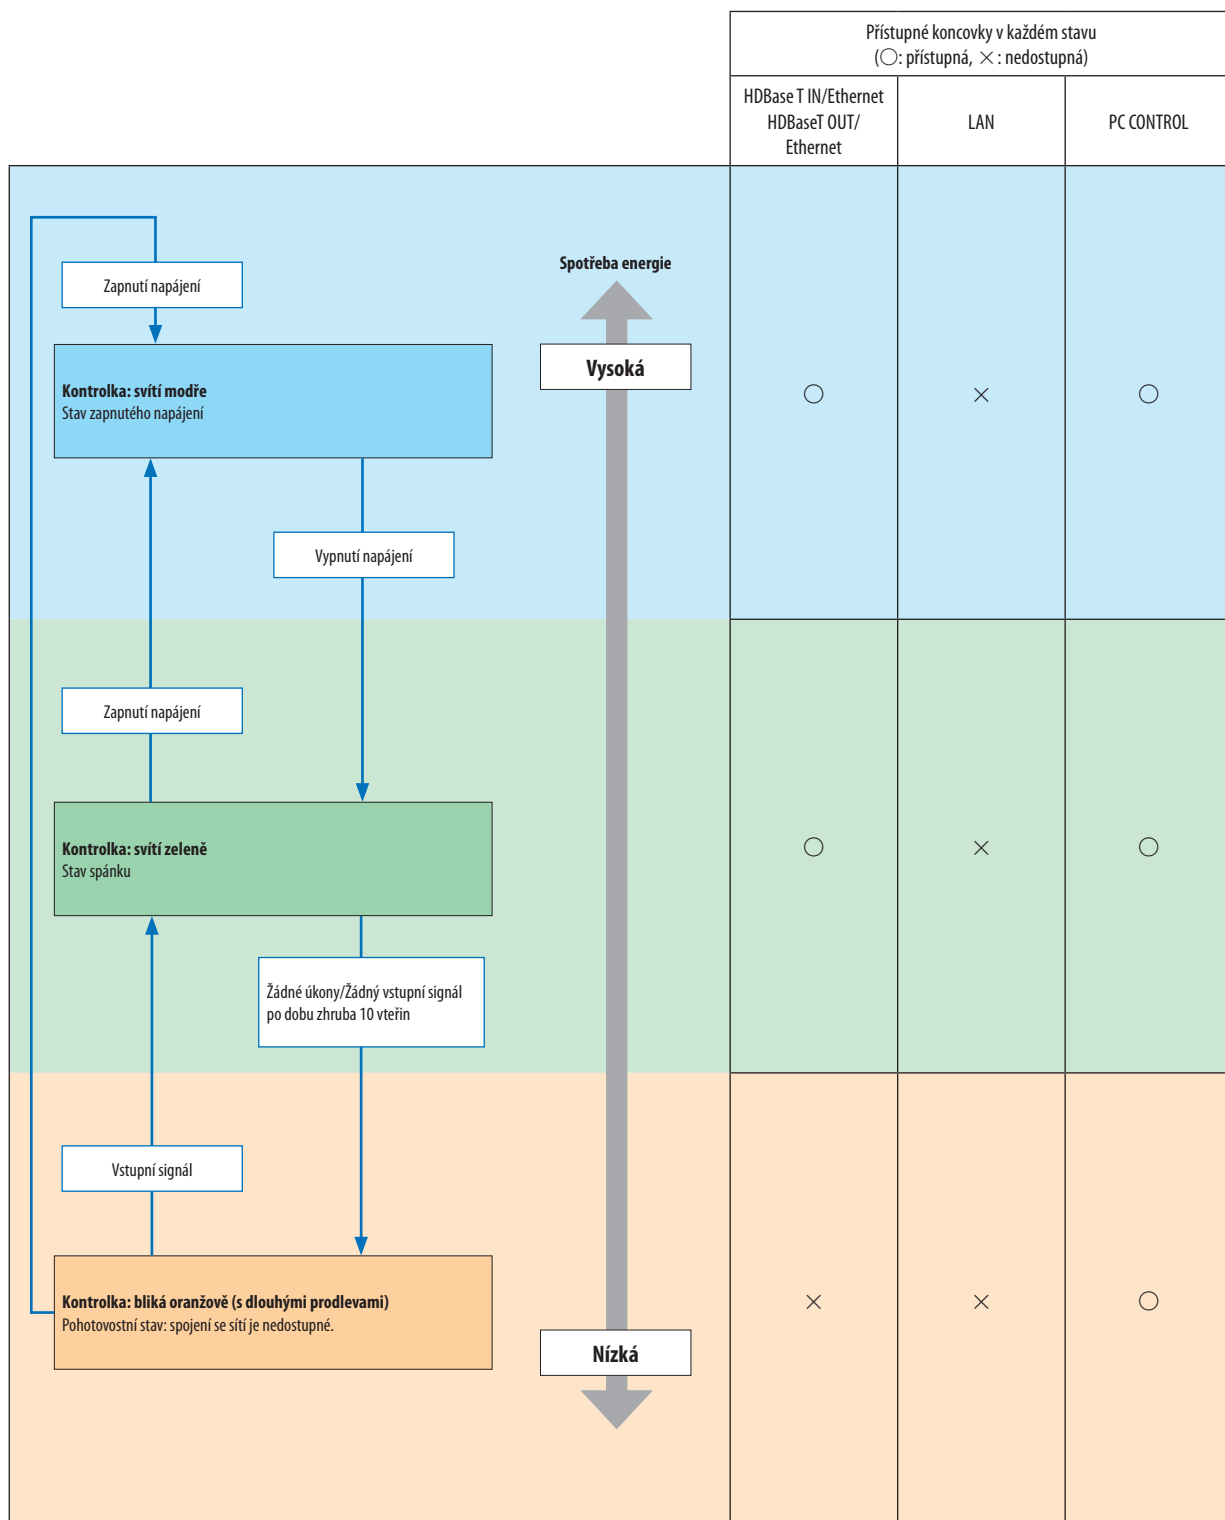 Přístupné koncovky v každém stavu
(○: přístupná, ×: nedostupná)
HDBase T IN/Ethernet
HDBaseT OUT/
Ethernet
LAN
PC CONTROL
Zapnutí napájení
Spotřeba energie
Vysoká
Kontrolka: svítí modře
Stav zapnutého napájení
○
×
○
Vypnutí napájení
Zapnutí napájení
Kontrolka: svítí zeleně
Stav spánku
○
×
○
Žádné úkony/Žádný vstupní signál
po dobu zhruba 10 vteřin
Vstupní signál
Kontrolka: bliká oranžově (s dlouhými prodlevami)
Pohotovostní stav: spojení se sítí je nedostupné.
×
×
○
Nízká